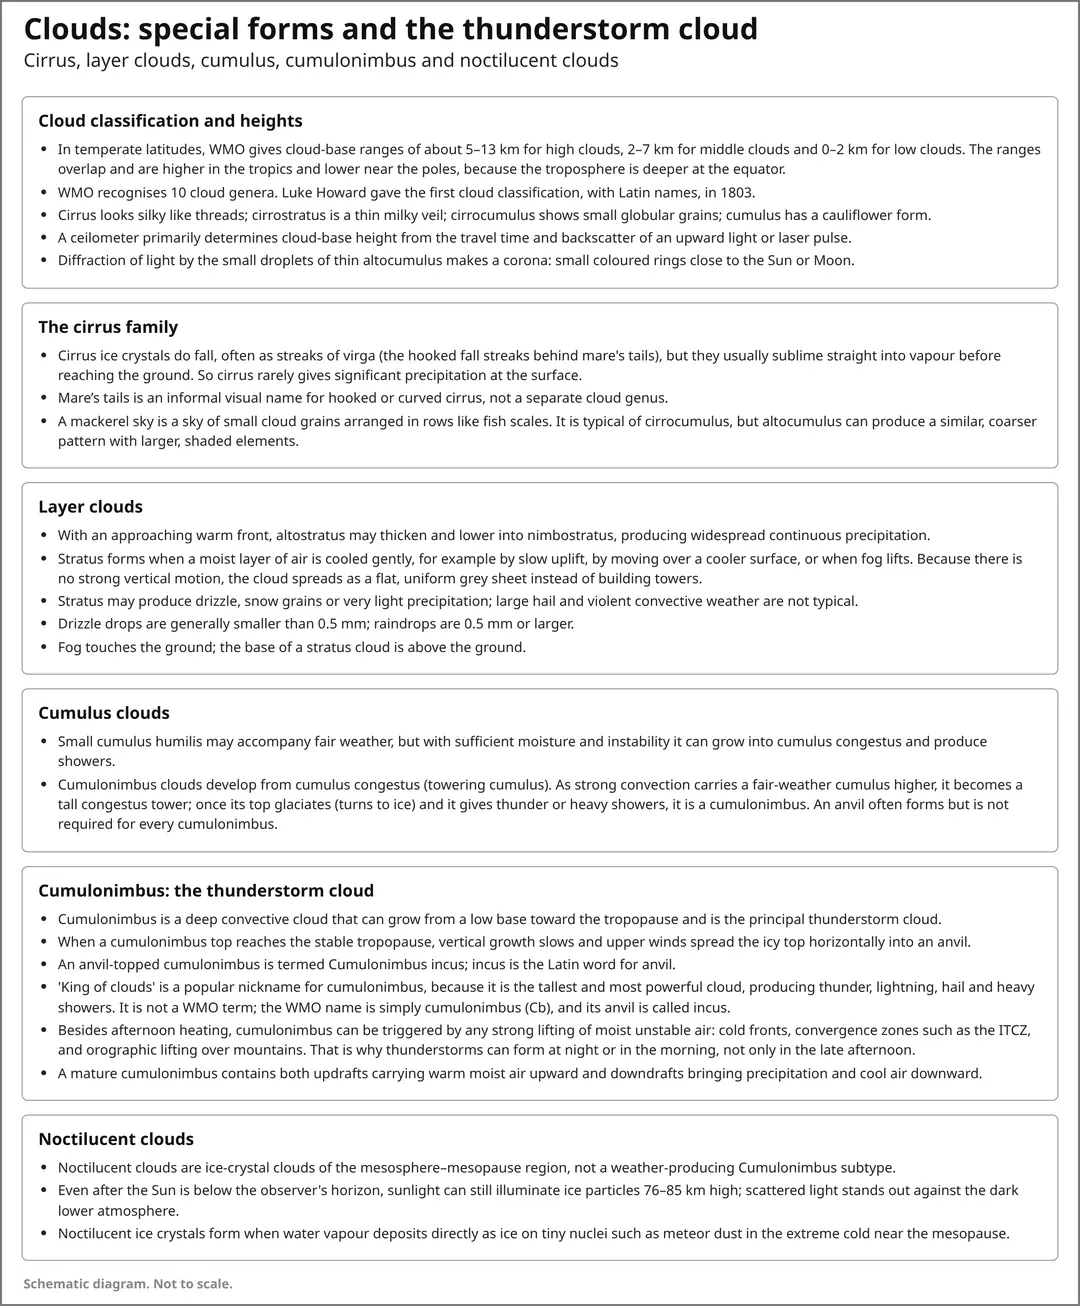 Clouds: special forms and the thunderstorm cloud
Cirrus, layer clouds, cumulus, cumulonimbus and noctilucent clouds
Cloud classification and heights
• In temperate latitudes, WMO gives cloud-base ranges of about 5–13 km for high clouds, 2–7 km for middle clouds and 0–2 km for low clouds. The ranges
overlap and are higher in the tropics and lower near the poles, because the troposphere is deeper at the equator.
• WMO recognises 10 cloud genera. Luke Howard gave the first cloud classification, with Latin names, in 1803.
• Cirrus looks silky like threads; cirrostratus is a thin milky veil; cirrocumulus shows small globular grains; cumulus has a cauliflower form.
• A ceilometer primarily determines cloud-base height from the travel time and backscatter of an upward light or laser pulse.
• Diffraction of light by the small droplets of thin altocumulus makes a corona: small coloured rings close to the Sun or Moon.
The cirrus family
• Cirrus ice crystals do fall, often as streaks of virga (the hooked fall streaks behind mare's tails), but they usually sublime straight into vapour before
reaching the ground. So cirrus rarely gives significant precipitation at the surface.
• Mare’s tails is an informal visual name for hooked or curved cirrus, not a separate cloud genus.
• A mackerel sky is a sky of small cloud grains arranged in rows like fish scales. It is typical of cirrocumulus, but altocumulus can produce a similar, coarser
pattern with larger, shaded elements.
Layer clouds
• With an approaching warm front, altostratus may thicken and lower into nimbostratus, producing widespread continuous precipitation.
• Stratus forms when a moist layer of air is cooled gently, for example by slow uplift, by moving over a cooler surface, or when fog lifts. Because there is
no strong vertical motion, the cloud spreads as a flat, uniform grey sheet instead of building towers.
• Stratus may produce drizzle, snow grains or very light precipitation; large hail and violent convective weather are not typical.
• Drizzle drops are generally smaller than 0.5 mm; raindrops are 0.5 mm or larger.
• Fog touches the ground; the base of a stratus cloud is above the ground.
Cumulus clouds
• Small cumulus humilis may accompany fair weather, but with sufficient moisture and instability it can grow into cumulus congestus and produce
showers.
• Cumulonimbus clouds develop from cumulus congestus (towering cumulus). As strong convection carries a fair-weather cumulus higher, it becomes a
tall congestus tower; once its top glaciates (turns to ice) and it gives thunder or heavy showers, it is a cumulonimbus. An anvil often forms but is not
required for every cumulonimbus.
Cumulonimbus: the thunderstorm cloud
• Cumulonimbus is a deep convective cloud that can grow from a low base toward the tropopause and is the principal thunderstorm cloud.
• When a cumulonimbus top reaches the stable tropopause, vertical growth slows and upper winds spread the icy top horizontally into an anvil.
• An anvil-topped cumulonimbus is termed Cumulonimbus incus; incus is the Latin word for anvil.
• 'King of clouds' is a popular nickname for cumulonimbus, because it is the tallest and most powerful cloud, producing thunder, lightning, hail and heavy
showers. It is not a WMO term; the WMO name is simply cumulonimbus (Cb), and its anvil is called incus.
• Besides afternoon heating, cumulonimbus can be triggered by any strong lifting of moist unstable air: cold fronts, convergence zones such as the ITCZ,
and orographic lifting over mountains. That is why thunderstorms can form at night or in the morning, not only in the late afternoon.
• A mature cumulonimbus contains both updrafts carrying warm moist air upward and downdrafts bringing precipitation and cool air downward.
Noctilucent clouds
• Noctilucent clouds are ice-crystal clouds of the mesosphere–mesopause region, not a weather-producing Cumulonimbus subtype.
• Even after the Sun is below the observer's horizon, sunlight can still illuminate ice particles 76–85 km high; scattered light stands out against the dark
lower atmosphere.
• Noctilucent ice crystals form when water vapour deposits directly as ice on tiny nuclei such as meteor dust in the extreme cold near the mesopause.
Schematic diagram. Not to scale.